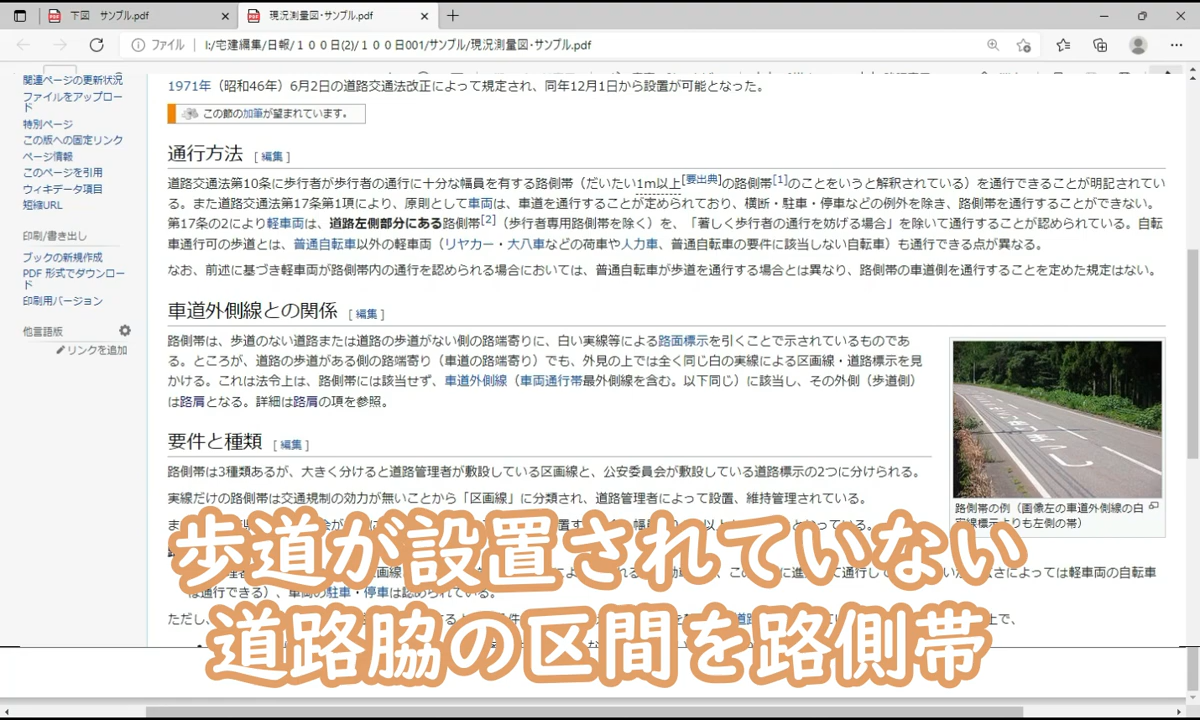 下図　サンプル.pdf
現況測量図・サンプル.pdf
ファイル
I:/宅建編集/日報/１００日(2)/１００日001/サンプル/現況測量図・サンプル.pdf
関連ページの更新状況
ファイルをアップロー
ド
特別ページ
この版への固定リンク
ページ情報
このページを引用
ウィキデータ項目
短縮URL
印刷/書き出し
ブックの新規作成
PDF 形式でダウンロー
ド
印刷用バージョン
他言語版
リンクを追加
1971年（昭和46年）6月2日の道路交通法改正によって規定され、同年12月1日から設置が可能となった。
この節の加筆が望まれています。
通行方法 [編集]
道路交通法第10条に歩行者が歩行者の通行に十分な幅員を有する路側帯（だいたい1m以上[要出典]の路側帯[1]のことをいうと解釈されている）を通行できることが明記されてい
る。また道路交通法第17条第1項により、原則として車両は、車道を通行することが定められており、横断・駐車・停車などの例外を除き、路側帯を通行することができない。
第17条の2により軽車両は、道路左側部分にある路側帯[2]（歩行者専用路側帯を除く）を、「著しく歩行者の通行を妨げる場合」を除いて通行することが認められている。自転
車通行可の歩道とは、普通自転車以外の軽車両（リヤカー・大八車などの荷車や人力車、普通自転車の要件に該当しない自転車）も通行できる点が異なる。
なお、前述に基づき軽車両が路側帯内の通行を認められる場合においては、普通自転車が歩道を通行する場合とは異なり、路側帯の車道側を通行することを定めた規定はない。
車道外側線との関係 [編集]
路側帯は、歩道のない道路または道路の歩道がない側の路端寄りに、白い実線等による路面標示を引くことで示されているものであ
る。ところが、道路の歩道がある側の路端寄り（車道の路端寄り）でも、外見の上では全く同じ白の実線による区画線・道路標示を見
かける。これは法令上は、路側帯には該当せず、車道外側線（車両通行帯最外側線を含む。以下同じ）に該当し、その外側（歩道側）
は路肩となる。詳細は路肩の項を参照。
路側帯の例（画像左の車道外側線の白
要件と種類 [編集]
路側帯は3種類あるが、大きく分けると道路管理者が敷設している区画線と、公安委員会が敷設している道路標示の2つに分けられる。
実線だけの路側帯は交通規制の効力が無いことから「区画線」に分類され、道路管理者によって設置、維持管理されている。
歩道が設置されていない
道路脇の区間を路側帯